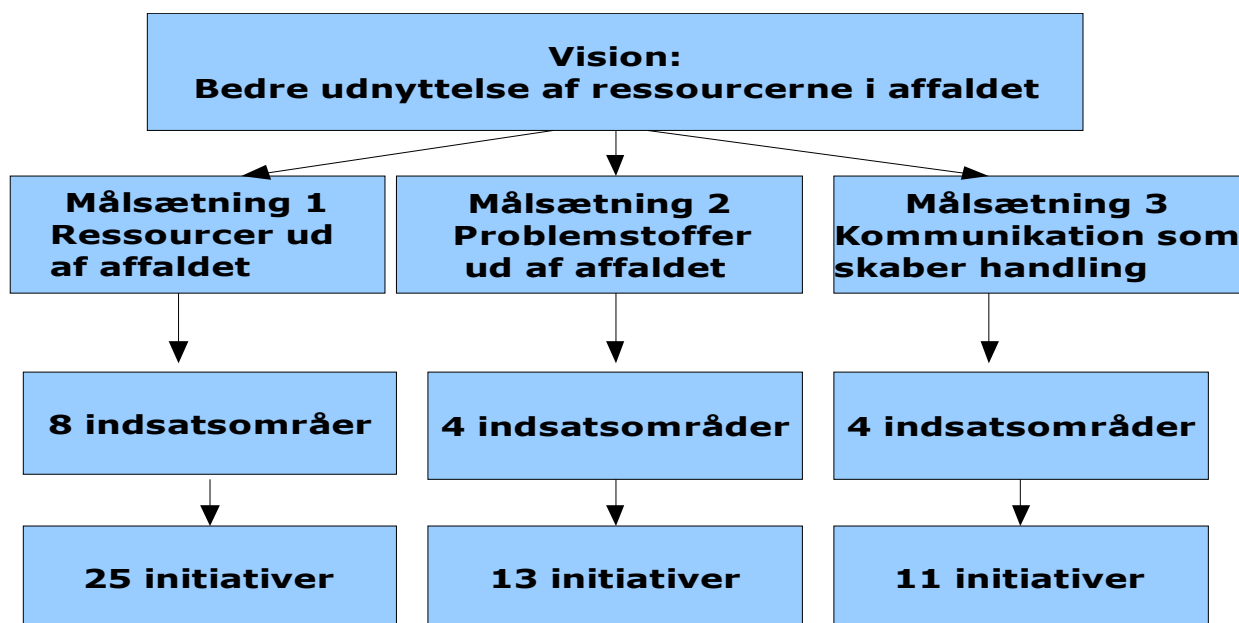 Vision:
Bedre udnyttelse af ressourcerne i affaldet
Målsætning 1
Ressourcer ud
af affaldet
Målsætning 2
Problemstoffer
ud af affaldet
Målsætning 3
Kommunikation som
skaber handling
8 indsatsområer
4 indsatsområder
4 indsatsområder
25 initiativer
13 initiativer
11 initiativer